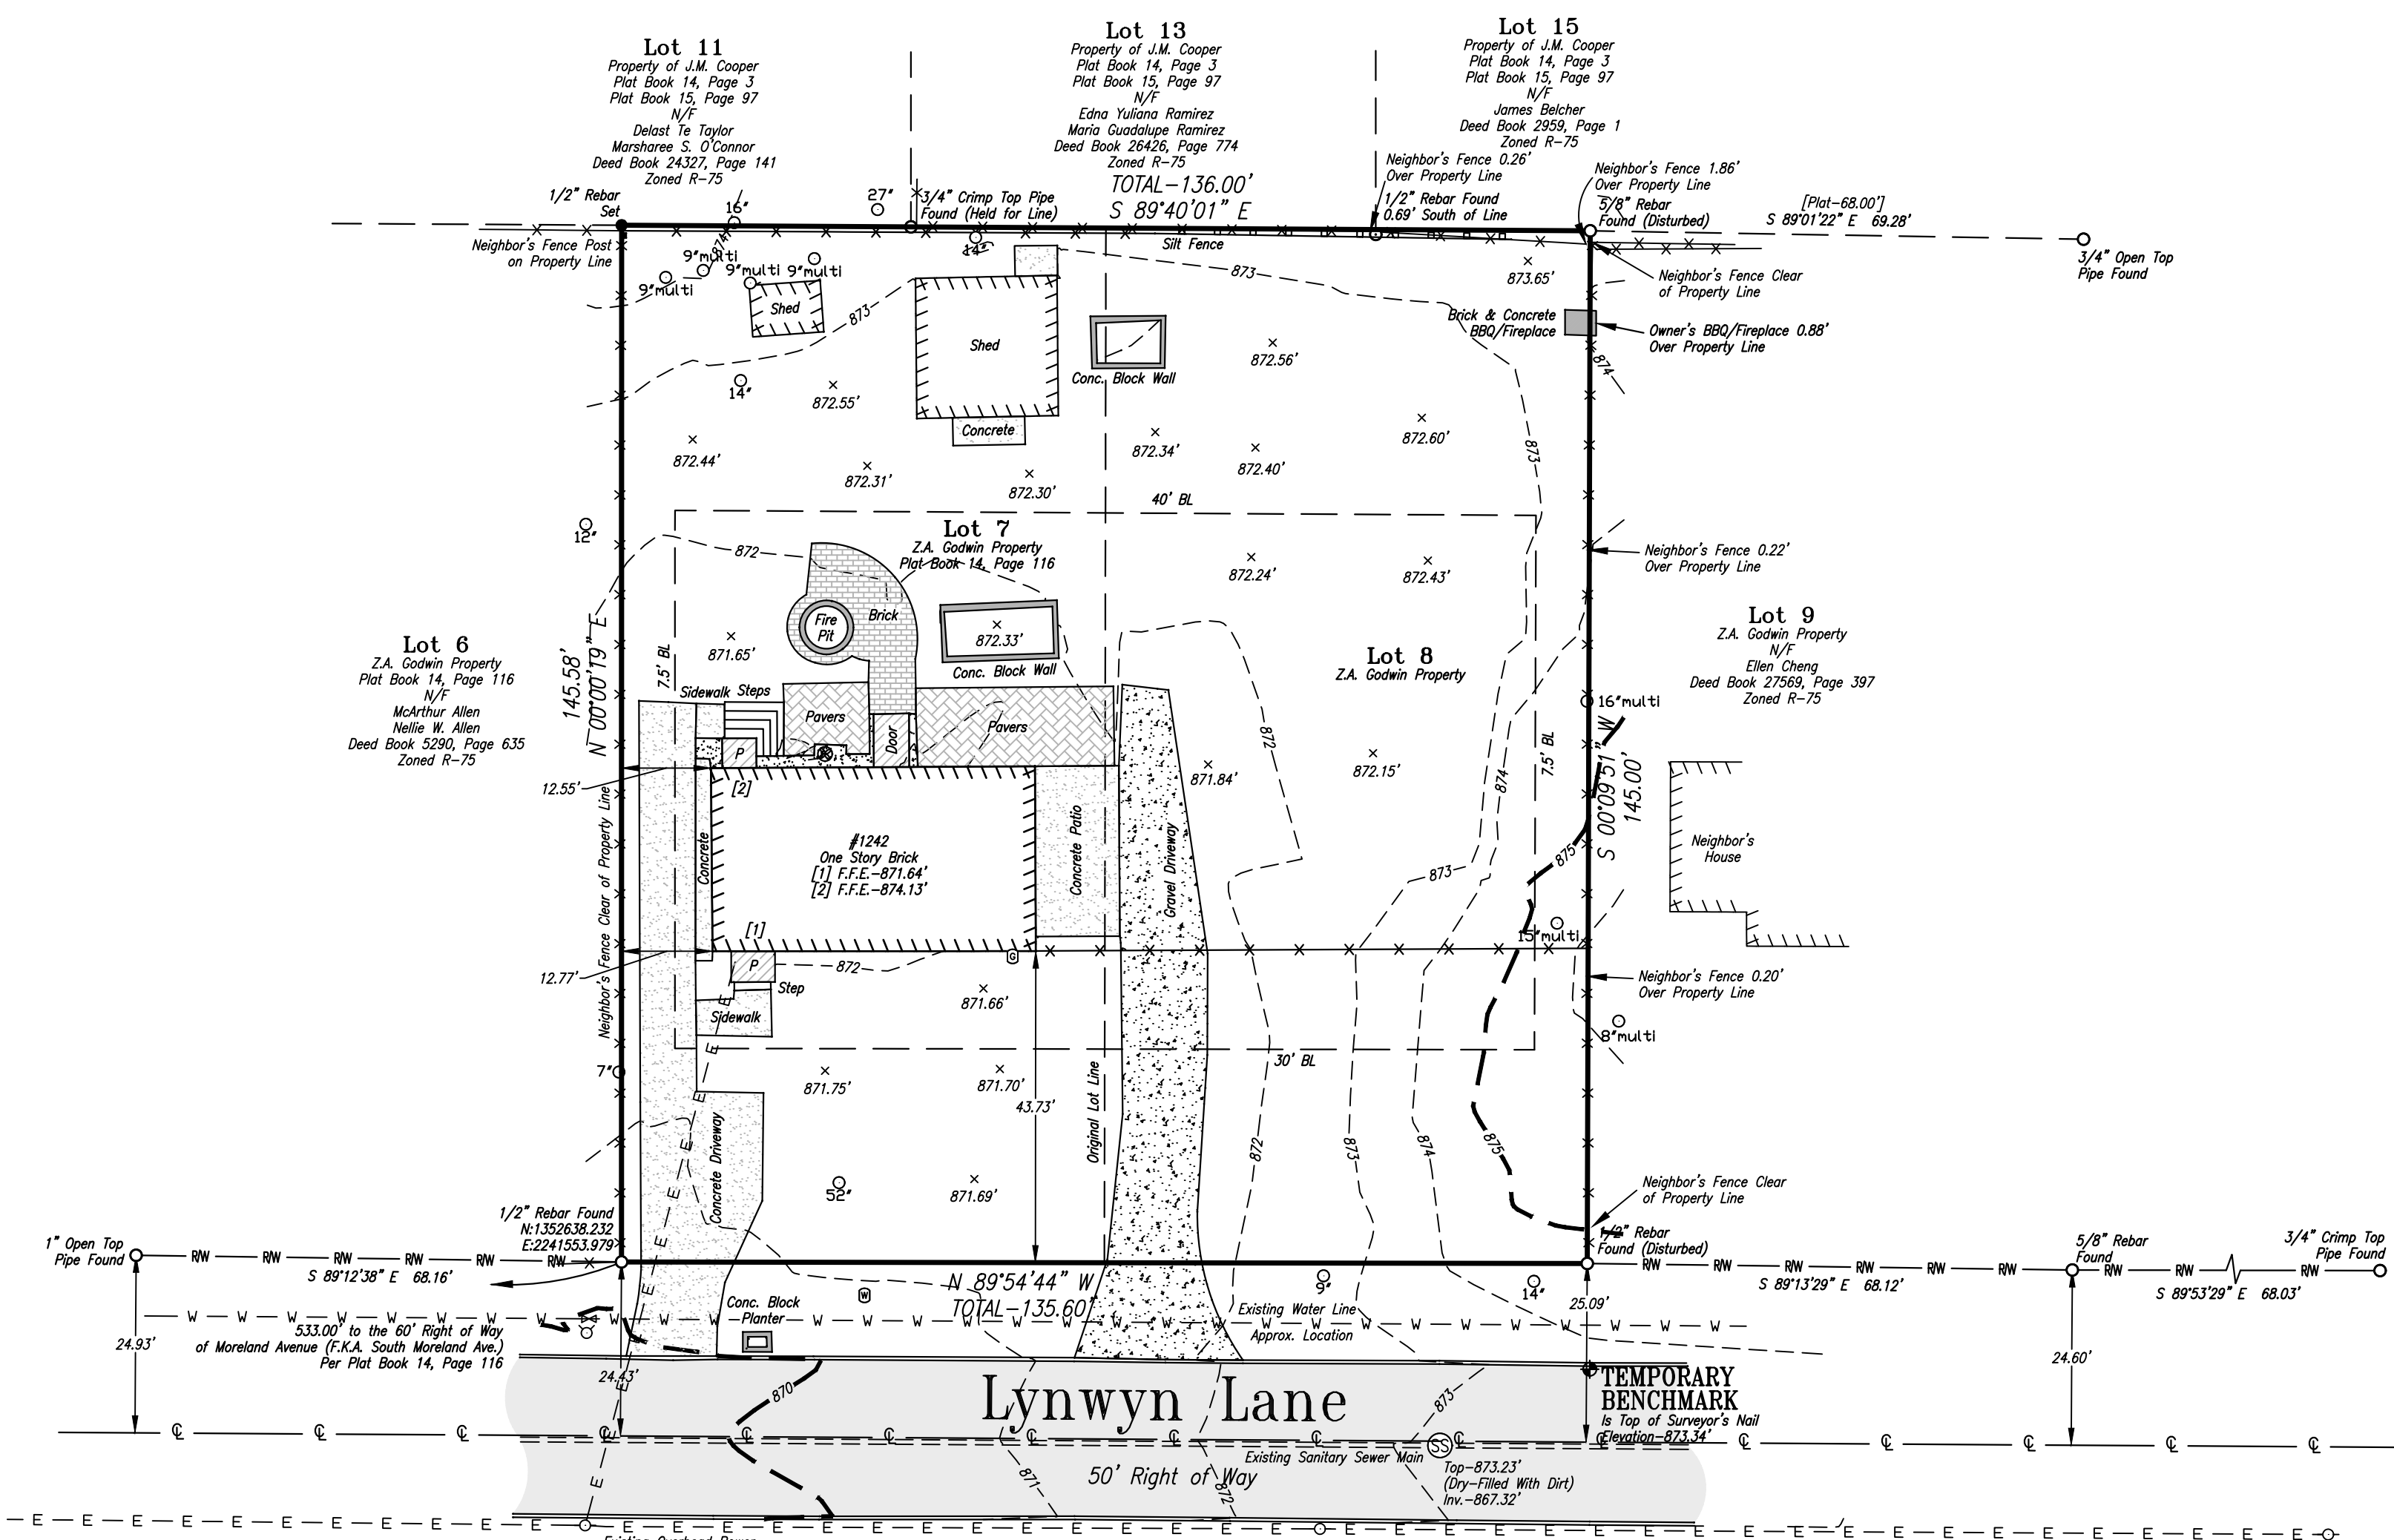 Lot 11
Property of J.M. Cooper
Plat Book 14, Page 3
Plat Book 15, Page 97
N/F
Delast Te Taylor
Marsharee S. O'Connor
Deed Book 24327, Page 141
Zoned R-75
Lot 13
Property of J.M. Cooper
Plat Book 14, Page 3
Plat Book 15, Page 97
N/F
Edna Yuliana Ramirez
Maria Guadalupe Ramirez
Deed Book 26426, Page 774
Zoned R-75
Lot 15
Property of J.M. Cooper
Plat Book 14, Page 3
Plat Book 15, Page 97
N/F
James Belcher
Deed Book 2959, Page 1
Zoned R-75
TOTAL-136.00'
S 89°40'01" E
Neighbor's Fence 0.26'
Over Property Line
Neighbor's Fence 1.86'
Over Property Line
1/2" Rebar
Set
16"
27"
3/4" Crimp Top Pipe
Found (Held for Line)
1/2" Rebar Found
0.69' South of Line
5/8" Rebar
Found (Disturbed)
[Plat-68.00']
S 89°01'22" E 69.28'
3/4" Open Top
Pipe Found
Neighbor's Fence Post
on Property Line
874
14"
Silt Fence
9"multi
9"multi
9"multi
9"multi
Shed
873
873
873.65'
Neighbor's Fence Clear
of Property Line
Brick & Concrete
BBQ/Fireplace
Owner's BBQ/Fireplace 0.88'
Over Property Line
874
Shed
Conc. Block Wall
872.56'
14"
872.55'
Concrete
872.34'
872.60'
872.44'
872.31'
872.30'
872.40'
873
40' BL
12"
872
Lot 7
Z.A. Godwin Property
Plat Book 14, Page 116
872.24'
872.43'
Neighbor's Fence 0.22'
Over Property Line
Fire
Pit
Brick
872.33'
Conc. Block Wall
871.65'
7.5' BL
Lot 6
Z.A. Godwin Property
Plat Book 14, Page 116
N/F
McArthur Allen
Nellie W. Allen
Deed Book 5290, Page 635
Zoned R-75
145.58'
N 00°00'19" E
Lot 8
Z.A. Godwin Property
Lot 9
Z.A. Godwin Property
N/F
Ellen Cheng
Deed Book 27569, Page 397
Zoned R-75
16"multi
Sidewalk Steps
Pavers
Door
Pavers
P
872
871.84'
872.15'
7.5' BL
874
S 00°09'51" W
145.00'
12.55'
[2]
Neighbor's Fence Clear of Property Line
Concrete
#1242
One Story Brick
[1] F.F.E.-871.64'
[2] F.F.E.-874.13'
[1]
Concrete Patio
Gravel Driveway
873
875
Neighbor's
House
15"multi
12.77'
P
872
G
Step
Sidewalk
871.66'
Neighbor's Fence 0.20'
Over Property Line
8"multi
30' BL
7"
871.75'
871.70'
43.73'
Original Lot Line
872
873
874
875
Concrete Driveway
52"
871.69'
Neighbor's Fence Clear
of Property Line
1/2" Rebar Found
N:1352638.232
E:2241553.979
1/2" Rebar
Found (Disturbed)
1" Open Top
Pipe Found
R/W R/W R/W R/W R/W R/W
S 89°12'38" E 68.16'
5/8" Rebar
Found
3/4" Crimp Top
Pipe Found
R/W R/W R/W R/W R/W R/W R/W R/W R/W
S 89°13'29" E 68.12'
S 89°53'29" E 68.03'
N 89°54'44" W
TOTAL-135.60'
W
9"
14"
25.09'
Conc. Block
Planter
Existing Water Line
Approx. Location
533.00' to the 60' Right of Way
of Moreland Avenue (F.K.A. South Moreland Ave.)
Per Plat Book 14, Page 116
24.93'
24.43'
24.60'
870
Lynwyn Lane
873
TEMPORARY
BENCHMARK
Is Top of Surveyor's Nail
Elevation-873.34'
SS
Existing Sanitary Sewer Main
50' Right of Way
871
872
Top-873.23'
(Dry-Filled With Dirt)
Inv.-867.32'